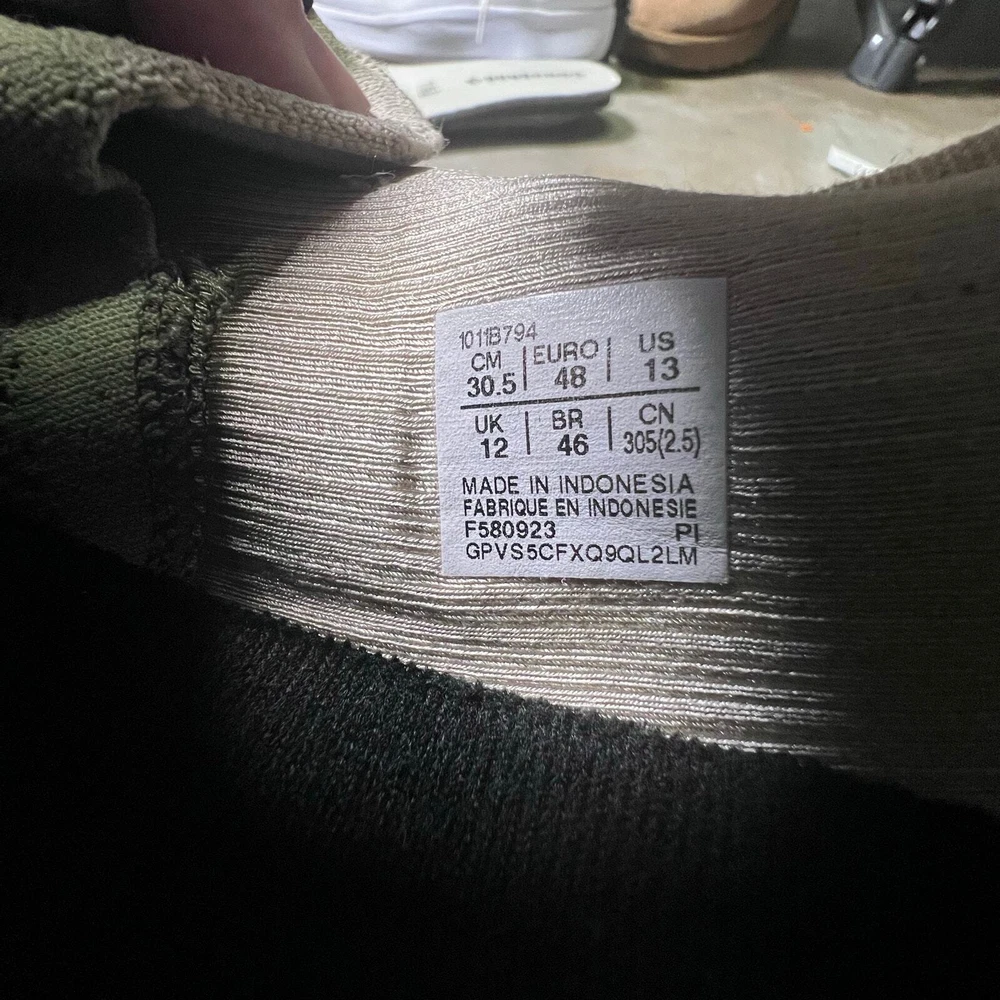 1011B794
CM | EURO | US
30.5 | 48 | 13
UK | BR | CN
12 | 46 | 305(2.5)
MADE IN INDONESIA
FABRIQUE EN INDONESIE
F580923 PI
GPVS5CFXQ9QL2LM